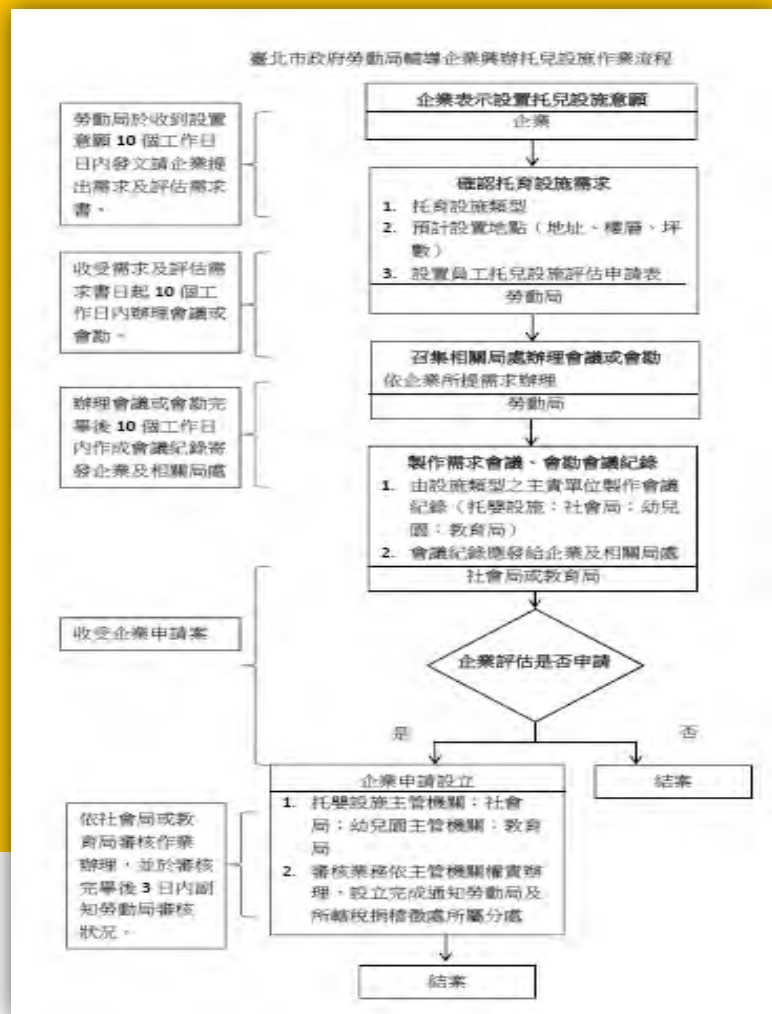 臺北市政府勞動局輔導企業興辦托兒設施作業流程
勞動局於收到設置
意願 10 個工作日
日內發文請企業提
出需求及評估需求
書。
企業表示設置托兒設施意願
企業
收受需求及評估需
求書日起 10 個工
作日內辦理會議或
會勘。
確認托育設施需求
1. 托育設施類型
2. 預計設置地點（地址、樓層、坪
數）
3. 設置員工托兒設施評估申請表
勞動局
辦理會議或會勘完
畢後 10 個工作日
內作成會議紀錄寄
發企業及相關局處
召集相關局處辦理會議或會勘
依企業所提需求辦理
勞動局
製作需求會議、會勘會議紀錄
1. 由設施類型之主責單位製作會議
紀錄（托嬰設施：社會局；幼兒
園：教育局）
2. 會議紀錄應發給企業及相關局處
社會局或教育局
收受企業申請案
企業評估是否申請
是
否
結案
企業申請設立
1. 托嬰設施主管機關：社會
局；幼兒園主管機關：教育
局
2. 審核業務依主管機關權責辦
理，設立完成通知勞動局及
所轄稅捐稽徵處所屬分處
依社會局或教
育局審核作業
辦理，並於審核
完畢後 3 日內副
知勞動局審核
狀況。
結案